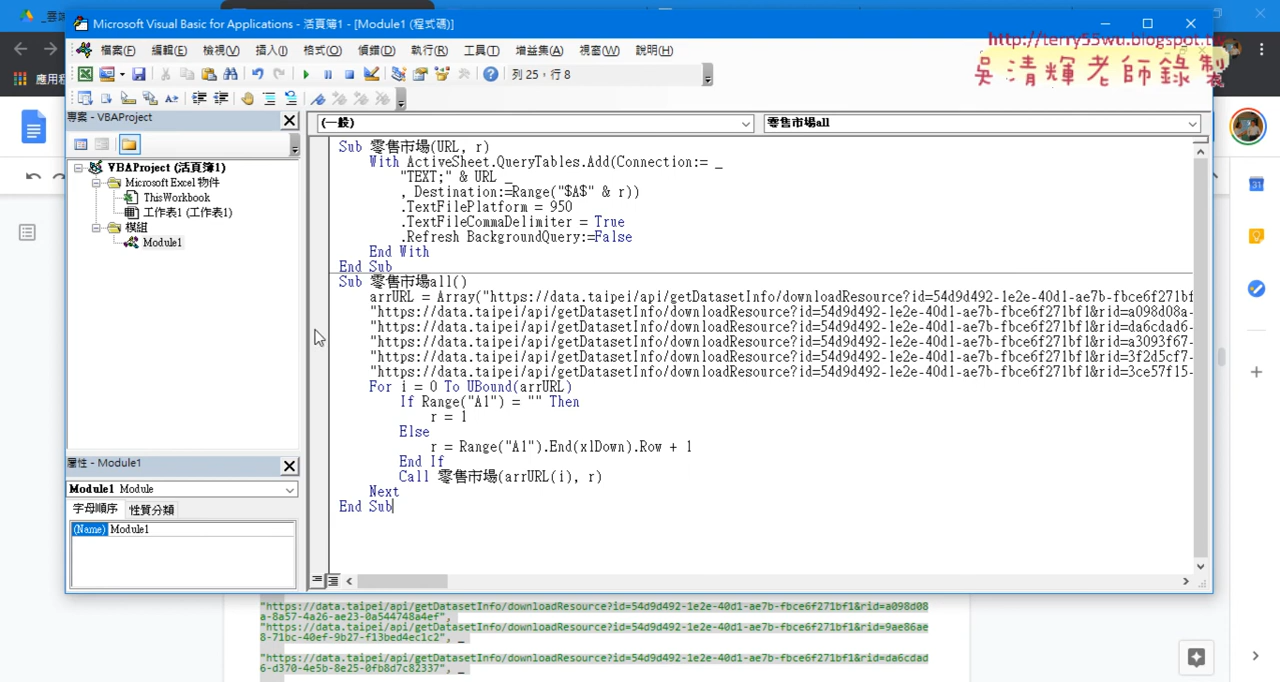 Microsoft Visual Basic for Applications - 活頁簿1 - [Module1 (程式碼)]
檔案(F) 編輯(E) 檢視(V) 插入(I) 格式(O) 偵錯(D) 執行(R) 工具(T) 增益集(A) 視窗(W) 說明(H)
http://terry55wu.blogspot.tw
吳清輝老師錄製
應用程
列 25，行 8
專案 - VBAProject
(一般)
零售市場all
VBAProject (活頁簿1)
Microsoft Excel 物件
ThisWorkbook
工作表1 (工作表1)
模組
Module1
Sub 零售市場(URL, r)
With ActiveSheet.QueryTables.Add(Connection:= _
"TEXT;" & URL _
, Destination:=Range("$A$" & r))
.TextFilePlatform = 950
.TextFileCommaDelimiter = True
.Refresh BackgroundQuery:=False
End With
End Sub
Sub 零售市場all()
arrURL = Array("https://data.taipei/api/getDatasetInfo/downloadResource?id=54d9d492-1e2e-40d1-ae7b-fbce6f271bf
"https://data.taipei/api/getDatasetInfo/downloadResource?id=54d9d492-1e2e-40d1-ae7b-fbce6f271bf1&rid=a098d08a-
"https://data.taipei/api/getDatasetInfo/downloadResource?id=54d9d492-1e2e-40d1-ae7b-fbce6f271bf1&rid=da6cdad6-
"https://data.taipei/api/getDatasetInfo/downloadResource?id=54d9d492-1e2e-40d1-ae7b-fbce6f271bf1&rid=a3093f67-
"https://data.taipei/api/getDatasetInfo/downloadResource?id=54d9d492-1e2e-40d1-ae7b-fbce6f271bf1&rid=3f2d5cf7-
"https://data.taipei/api/getDatasetInfo/downloadResource?id=54d9d492-1e2e-40d1-ae7b-fbce6f271bf1&rid=3ce57f15-
For i = 0 To UBound(arrURL)
If Range("A1") = "" Then
r = 1
Else
r = Range("A1").End(xlDown).Row + 1
End If
Call 零售市場(arrURL(i), r)
Next
End Sub
屬性 - Module1
Module1 Module
字母順序 性質分類
(Name) Module1
31
"https://data.taipei/api/getDatasetInfo/downloadResource?id=54d9d492-1e2e-40d1-ae7b-fbce6f271bf1&rid=a098d08
a-8a57-4a26-ae23-0a544748a4ef", _
"https://data.taipei/api/getDatasetInfo/downloadResource?id=54d9d492-1e2e-40d1-ae7b-fbce6f271bf1&rid=9ae86ae
8-71bc-40ef-9b27-f13bed4ec1c2", _
"https://data.taipei/api/getDatasetInfo/downloadResource?id=54d9d492-1e2e-40d1-ae7b-fbce6f271bf1&rid=da6cdad
6-d370-4e5b-8e25-0fb8d7c82337", _